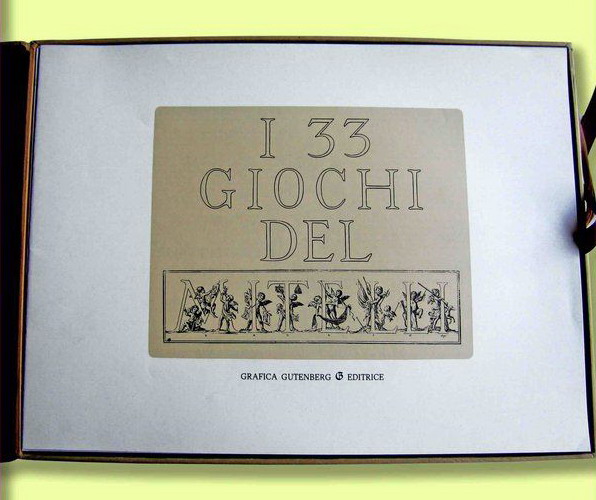 I 33
GIOCHI
DEL
MITELLI
GRAFICA GUTENBERG G EDITRICE